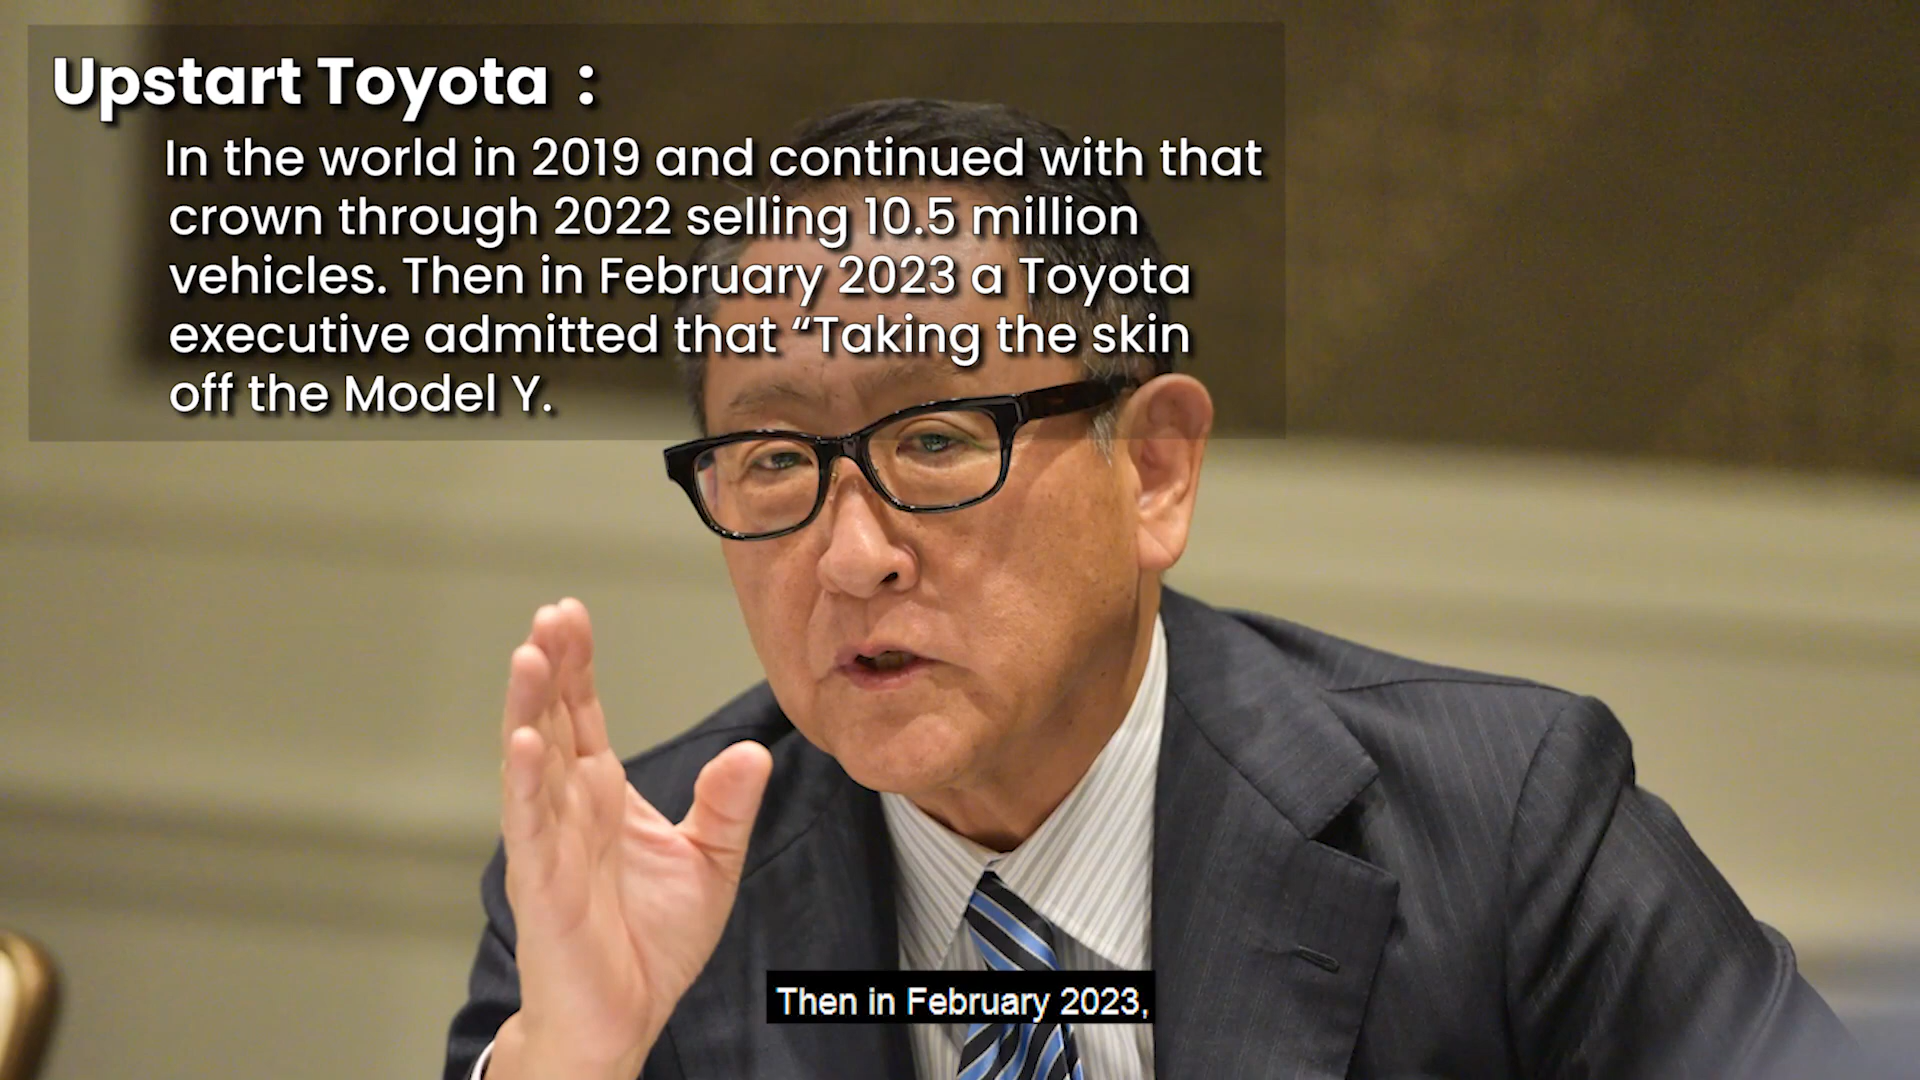 Upstart Toyota :
In the world in 2019 and continued with that
crown through 2022 selling 10.5 million
vehicles. Then in February 2023 a Toyota
executive admitted that “Taking the skin
off the Model Y.
Then in February 2023,